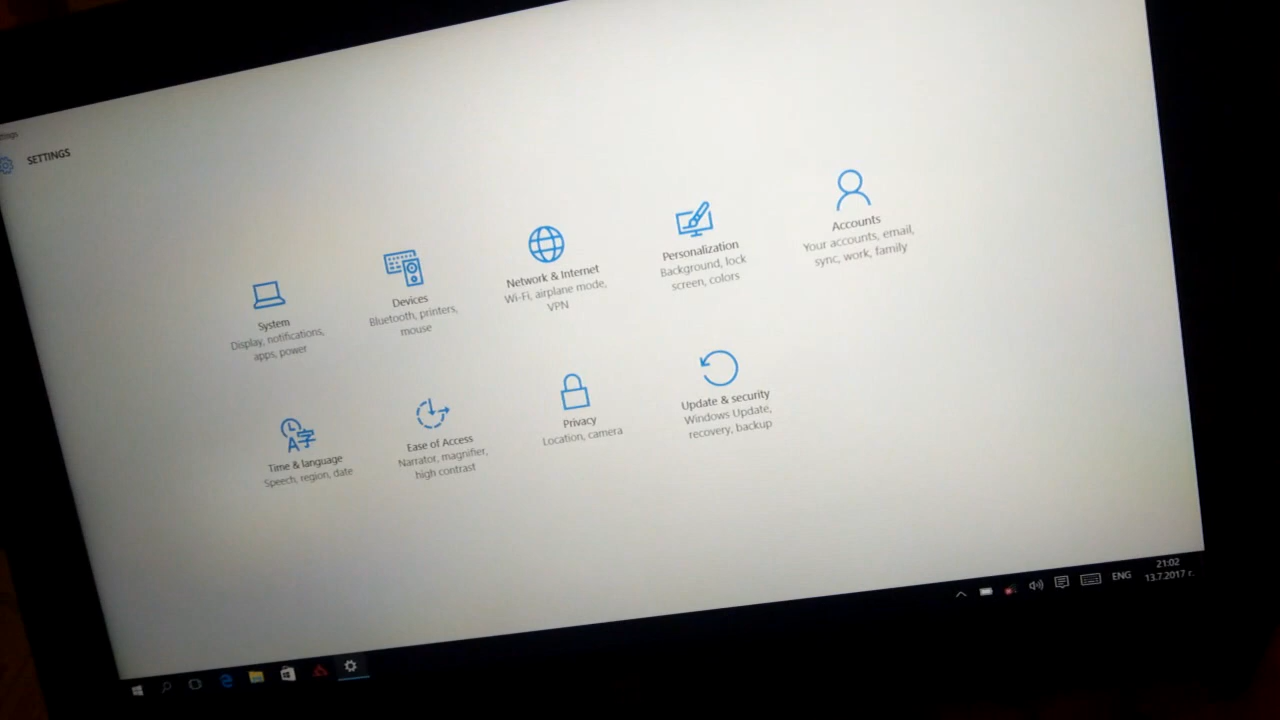 SETTINGS
System
Display, notifications,
apps, power
Devices
Bluetooth, printers,
mouse
Network & Internet
Wi-Fi, airplane mode,
VPN
Personalization
Background, lock
screen, colors
Accounts
Your accounts, email,
sync, work, family
Time & language
Speech, region, date
Ease of Access
Narrator, magnifier,
high contrast
Privacy
Location, camera
Update & security
Windows Update,
recovery, backup
ENG
21:02
13.7.2017 г.